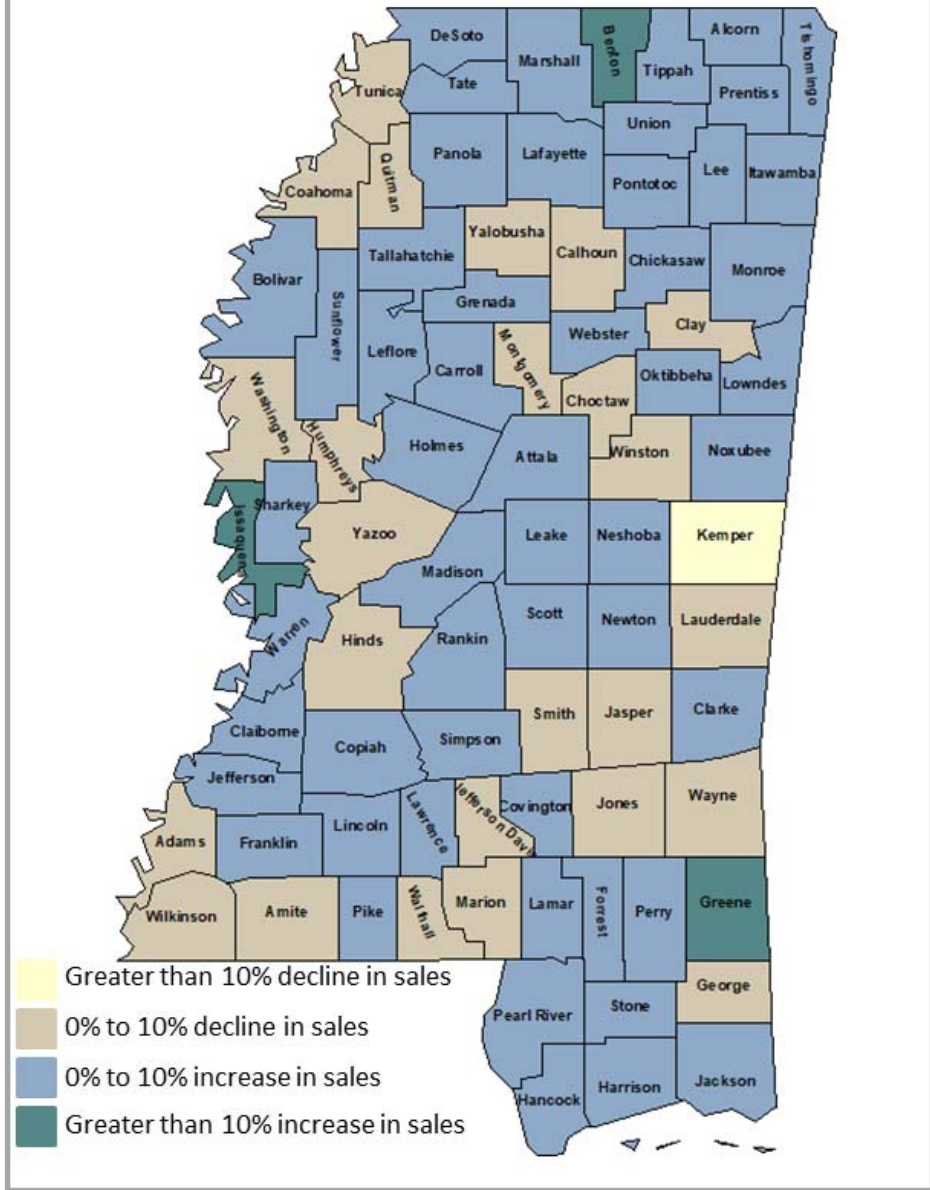 DeSoto
Marshall
Benton
Tippah
Alcorn
Tishomingo
Tunica
Tate
Prentiss
Union
Coahoma
Quitman
Panola
Lafayette
Pontotoc
Lee
Itawamba
Bolivar
Sunflower
Tallahatchie
Yalobusha
Calhoun
Chickasaw
Monroe
Grenada
Leflore
Carroll
Montgomery
Webster
Clay
Choctaw
Oktibbeha
Lowndes
Washington
Humphreys
Holmes
Attala
Winston
Noxubee
Issaquena
Sharkey
Yazoo
Madison
Leake
Neshoba
Kemper
Warren
Hinds
Rankin
Scott
Newton
Lauderdale
Claiborne
Copiah
Simpson
Smith
Jasper
Clarke
Jefferson
Adams
Franklin
Lincoln
Lawrence
Jefferson Davis
Covington
Jones
Wayne
Wilkinson
Amite
Pike
Walthall
Marion
Lamar
Forrest
Perry
Greene
Pearl River
Stone
George
Hancock
Harrison
Jackson
Greater than 10% decline in sales
0% to 10% decline in sales
0% to 10% increase in sales
Greater than 10% increase in sales